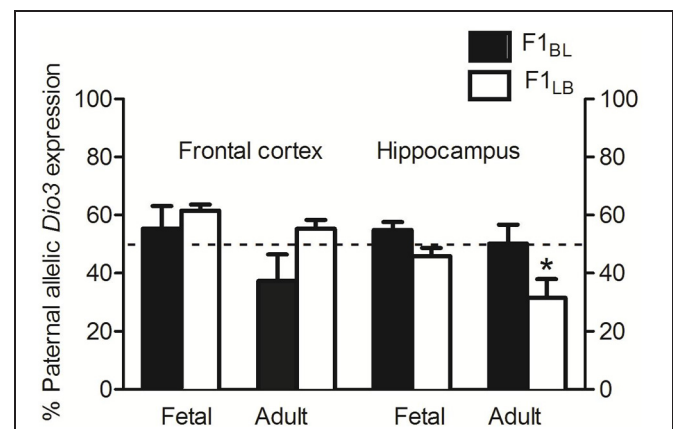 F1BL
F1LB
% Paternal allelic Dio3 expression
100 100
Frontal cortex Hippocampus
80 80
60 60
40 * 40
20 20
0 0
Fetal Adult Fetal Adult